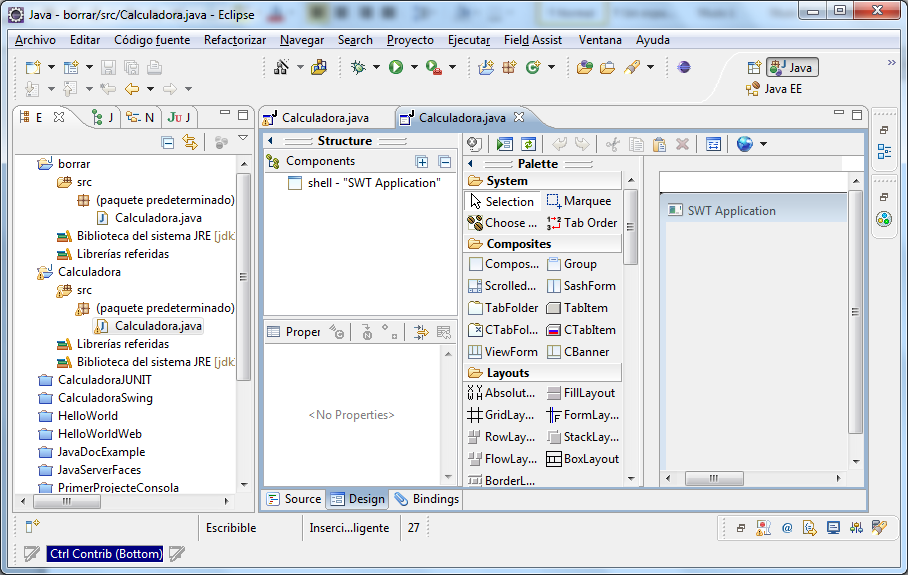 Java - borrar/src/Calculadora.java - Eclipse
Archivo Editar Código fuente Refactorizar Navegar Search Proyecto Ejecutar Field Assist Ventana Ayuda
Java
Java EE
E J N Ju J
Calculadora.java Calculadora.java
borrar
src
(paquete predeterminado)
Calculadora.java
Biblioteca del sistema JRE [jdk
Librerías referidas
Calculadora
src
(paquete predeterminado)
Calculadora.java
Librerías referidas
Biblioteca del sistema JRE [jdk
CalculadoraJUNIT
CalculadoraSwing
HelloWorld
HelloWorldWeb
JavaDocExample
JavaServerFaces
PrimerProjecteConsola
Structure
Components
shell - "SWT Application"
Proper
<No Properties>
Palette
System
Selection Marquee
Choose ... Tab Order
Composites
Compos... Group
Scrolled... SashForm
TabFolder TabItem
CTabFol... CTabItem
ViewForm CBanner
Layouts
Absolut... FillLayout
GridLay... FormLay...
RowLay... StackLay...
FlowLay... BoxLayout
BorderL...
SWT Application
Source Design Bindings
Escribible Inserci...ligente 27
Ctrl Contrib (Bottom)